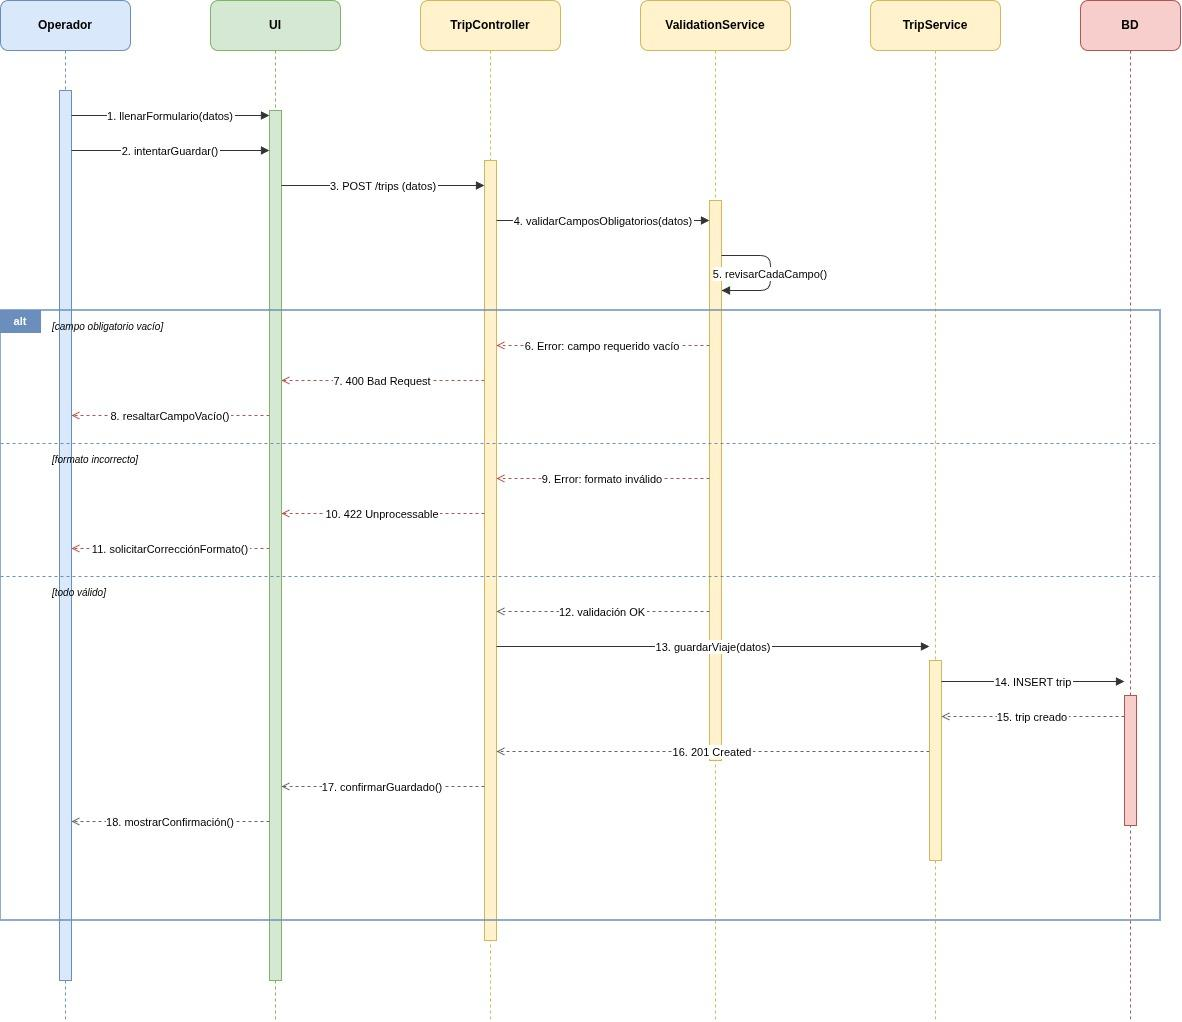 Operador
UI
TripController
ValidationService
TripService
BD
1. llenarFormulario(datos)
2. intentarGuardar()
3. POST /trips (datos)
4. validarCamposObligatorios(datos)
5. revisarCadaCampo()
alt
[campo obligatorio vacío]
6. Error: campo requerido vacío
7. 400 Bad Request
8. resaltarCampoVacío()
[formato incorrecto]
9. Error: formato inválido
10. 422 Unprocessable
11. solicitarCorrecciónFormato()
[todo válido]
12. validación OK
13. guardarViaje(datos)
14. INSERT trip
15. trip creado
16. 201 Created
17. confirmarGuardado()
18. mostrarConfirmación()